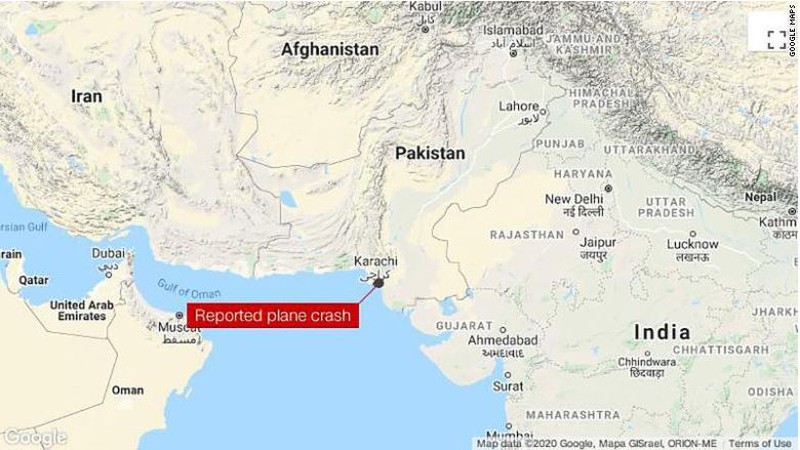 GOOGLE MAPS
Kabul
کابل
Islamabad
اسلام آباد
JAMMU AND
KASHMIR
Afghanistan
Iran
Lahore
لاہور
HIMACHAL
PRADESH
Pakistan
PUNJAB
UTTARAKHAND
HARYANA
New Delhi
नई दिल्ली
UTTAR
PRADESH
Nepal
Kathm
काठम
ersian Gulf
RAJASTHAN
Jaipur
जयपुर
Lucknow
लखनऊ
rain
Dubai
دبي
Karachi
کراچی
Qatar
Gulf of Oman
United Arab
Emirates
Reported plane crash
Muscat
مسقط
JHARKH
GUJARAT
Ahmedabad
અમદાવાદ
India
Chhindwara
छिंदवाड़ा
CHHATTISGARH
Oman
Surat
ODISHA
MAHARASHTRA
Mumbai
Google
Map data ©2020 Google, Mapa GISrael, ORION-ME
Terms of Use